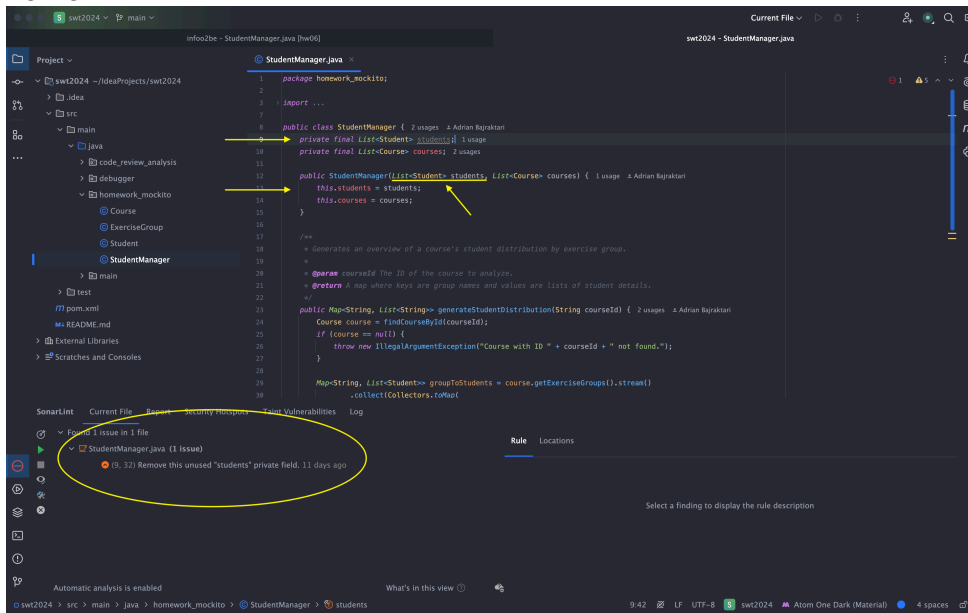 S swt2024 main
Current File
infoo2be – StudentManager.java [hw06]
swt2024 – StudentManager.java
Project
StudentManager.java ×
swt2024 ~/IdeaProjects/swt2024
.idea
src
main
java
code_review_analysis
debugger
homework_mockito
Course
ExerciseGroup
Student
StudentManager
main
test
pom.xml
README.md
External Libraries
Scratches and Consoles
1 package homework_mockito;
2
3 import ...
7
8 public class StudentManager { 2 usages Adrian Bajraktari
9 private final List<Student> students; 1 usage
10 private final List<Course> courses; 2 usages
11
12 public StudentManager(List<Student> students, List<Course> courses) { 1 usage Adrian Bajraktari
13 this.students = students;
14 this.courses = courses;
15 }
16
17 /**
18 * Generates an overview of a course's student distribution by exercise group.
19 *
20 * @param courseId The ID of the course to analyze.
21 * @return A map where keys are group names and values are lists of student details.
22 */
23 public Map<String, List<String>> generateStudentDistribution(String courseId) { 2 usages Adrian Bajraktari
24 Course course = findCourseById(courseId);
25 if (course == null) {
26 throw new IllegalArgumentException("Course with ID " + courseId + " not found.");
27 }
28
29 Map<String, List<Student>> groupToStudents = course.getExerciseGroups().stream()
30 .collect(Collectors.toMap(
1 5
SonarLint Current File Report Security Hotspots Taint Vulnerabilities Log
Found 1 issue in 1 file
StudentManager.java (1 issue)
(9, 32) Remove this unused "students" private field. 11 days ago
Rule Locations
Select a finding to display the rule description
Automatic analysis is enabled
What's in this view
swt2024 > src > main > java > homework_mockito > StudentManager > students
9:42 LF UTF-8 S swt2024 Atom One Dark (Material) 4 spaces